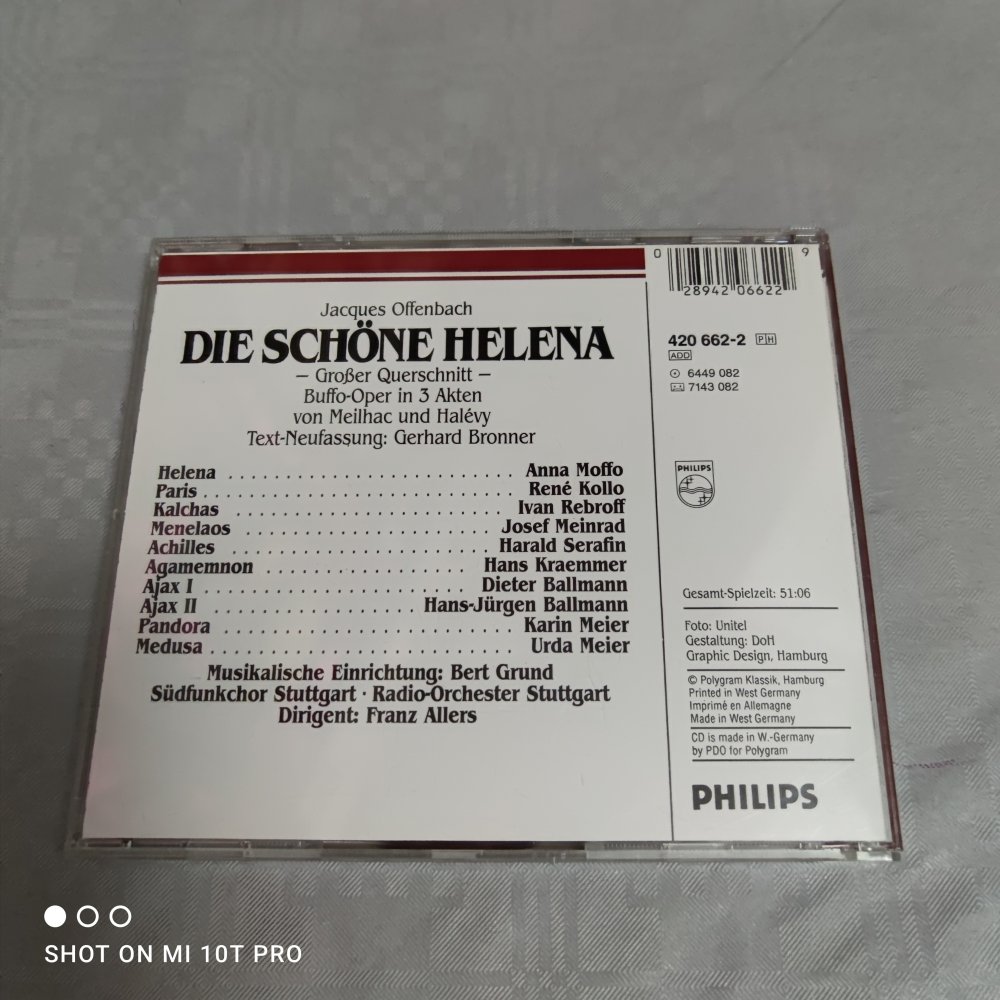 Jacques Offenbach
DIE SCHÖNE HELENA
– Großer Querschnitt –
Buffo-Oper in 3 Akten
von Meilhac und Halévy
Text-Neufassung: Gerhard Bronner
Helena . . . . . . . . . . . . . . . . . . . . . . . . . Anna Moffo
Paris . . . . . . . . . . . . . . . . . . . . . . . . . . . René Kollo
Kalchas . . . . . . . . . . . . . . . . . . . . . . . Ivan Rebroff
Menelaos . . . . . . . . . . . . . . . . . . . . Josef Meinrad
Achilles . . . . . . . . . . . . . . . . . . . . . . Harald Serafin
Agamemnon . . . . . . . . . . . . . . . . . Hans Kraemmer
Ajax I . . . . . . . . . . . . . . . . . . . . . . . Dieter Ballmann
Ajax II . . . . . . . . . . . . . . . . . . Hans-Jürgen Ballmann
Pandora . . . . . . . . . . . . . . . . . . . . . . . . . Karin Meier
Medusa . . . . . . . . . . . . . . . . . . . . . . . . . . Urda Meier
Musikalische Einrichtung: Bert Grund
Südfunkchor Stuttgart · Radio-Orchester Stuttgart
Dirigent: Franz Allers
0 28942 06622 9
420 662-2 PH
ADD
6449 082
7143 082
PHILIPS
Gesamt-Spielzeit: 51:06
Foto: Unitel
Gestaltung: DoH
Graphic Design, Hamburg
© Polygram Klassik, Hamburg
Printed in West Germany
Imprimé en Allemagne
Made in West Germany
CD is made in W.-Germany
by PDO for Polygram
PHILIPS
SHOT ON MI 10T PRO